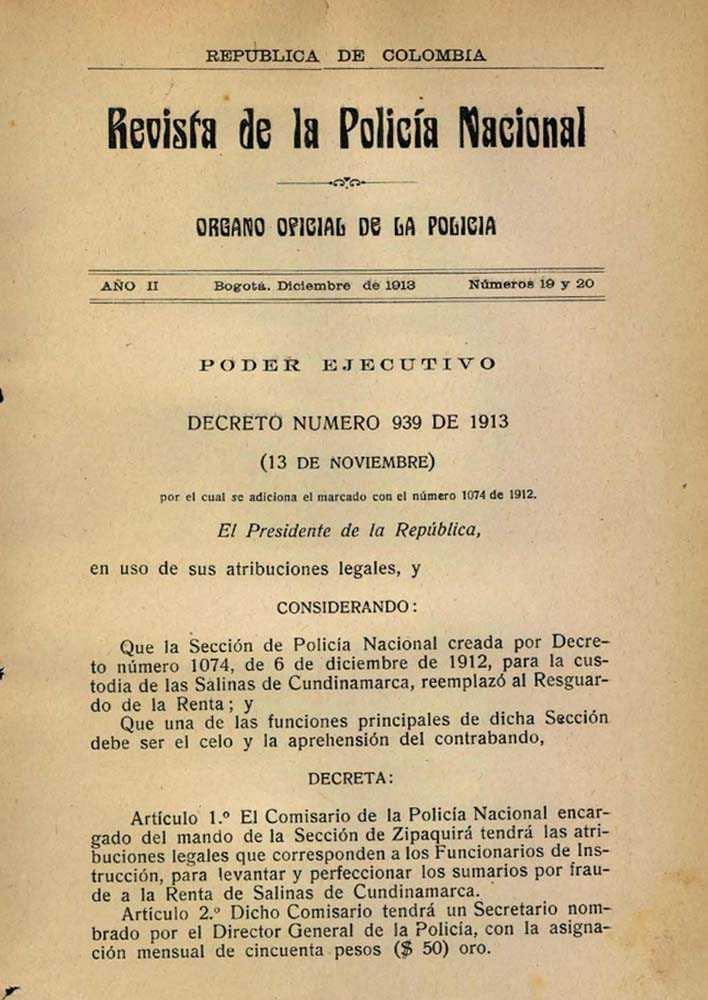 REPUBLICA DE COLOMBIA
Revista de la Policía Nacional
ORGANO OFICIAL DE LA POLICIA
AÑO II Bogotá. Diciembre de 1913 Números 19 y 20
PODER EJECUTIVO
DECRETO NUMERO 939 DE 1913
(13 DE NOVIEMBRE)
por el cual se adiciona el marcado con el número 1074 de 1912.
El Presidente de la República,
en uso de sus atribuciones legales, y
CONSIDERANDO:
Que la Sección de Policía Nacional creada por Decre-
to número 1074, de 6 de diciembre de 1912, para la cus-
todia de las Salinas de Cundinamarca, reemplazó al Resguar-
do de la Renta; y
Que una de las funciones principales de dicha Sección
debe ser el celo y la aprehensión del contrabando,
DECRETA:
Artículo 1.º El Comisario de la Policía Nacional encar-
gado del mando de la Sección de Zipaquirá tendrá las atri-
buciones legales que corresponden a los Funcionarios de Ins-
trucción, para levantar y perfeccionar los sumarios por frau-
de a la Renta de Salinas de Cundinamarca.
Artículo 2.º Dicho Comisario tendrá un Secretario nom-
brado por el Director General de la Policía, con la asigna-
ción mensual de cincuenta pesos ($ 50) oro.